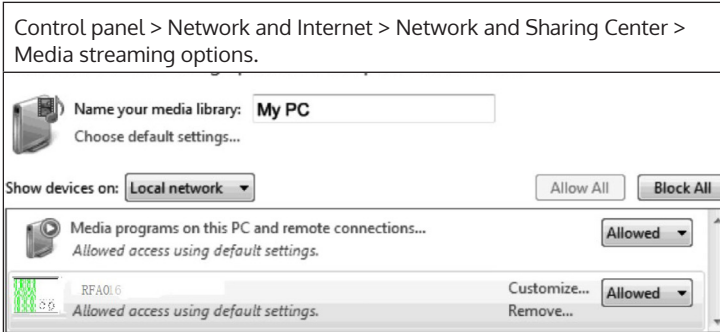 Control panel > Network and Internet > Network and Sharing Center >
Media streaming options.
Name your media library: My PC
Choose default settings...
Show devices on: Local network Allow All Block All
Media programs on this PC and remote connections... Allowed
Allowed access using default settings.
RFA016 Customize... Allowed
Allowed access using default settings. Remove...